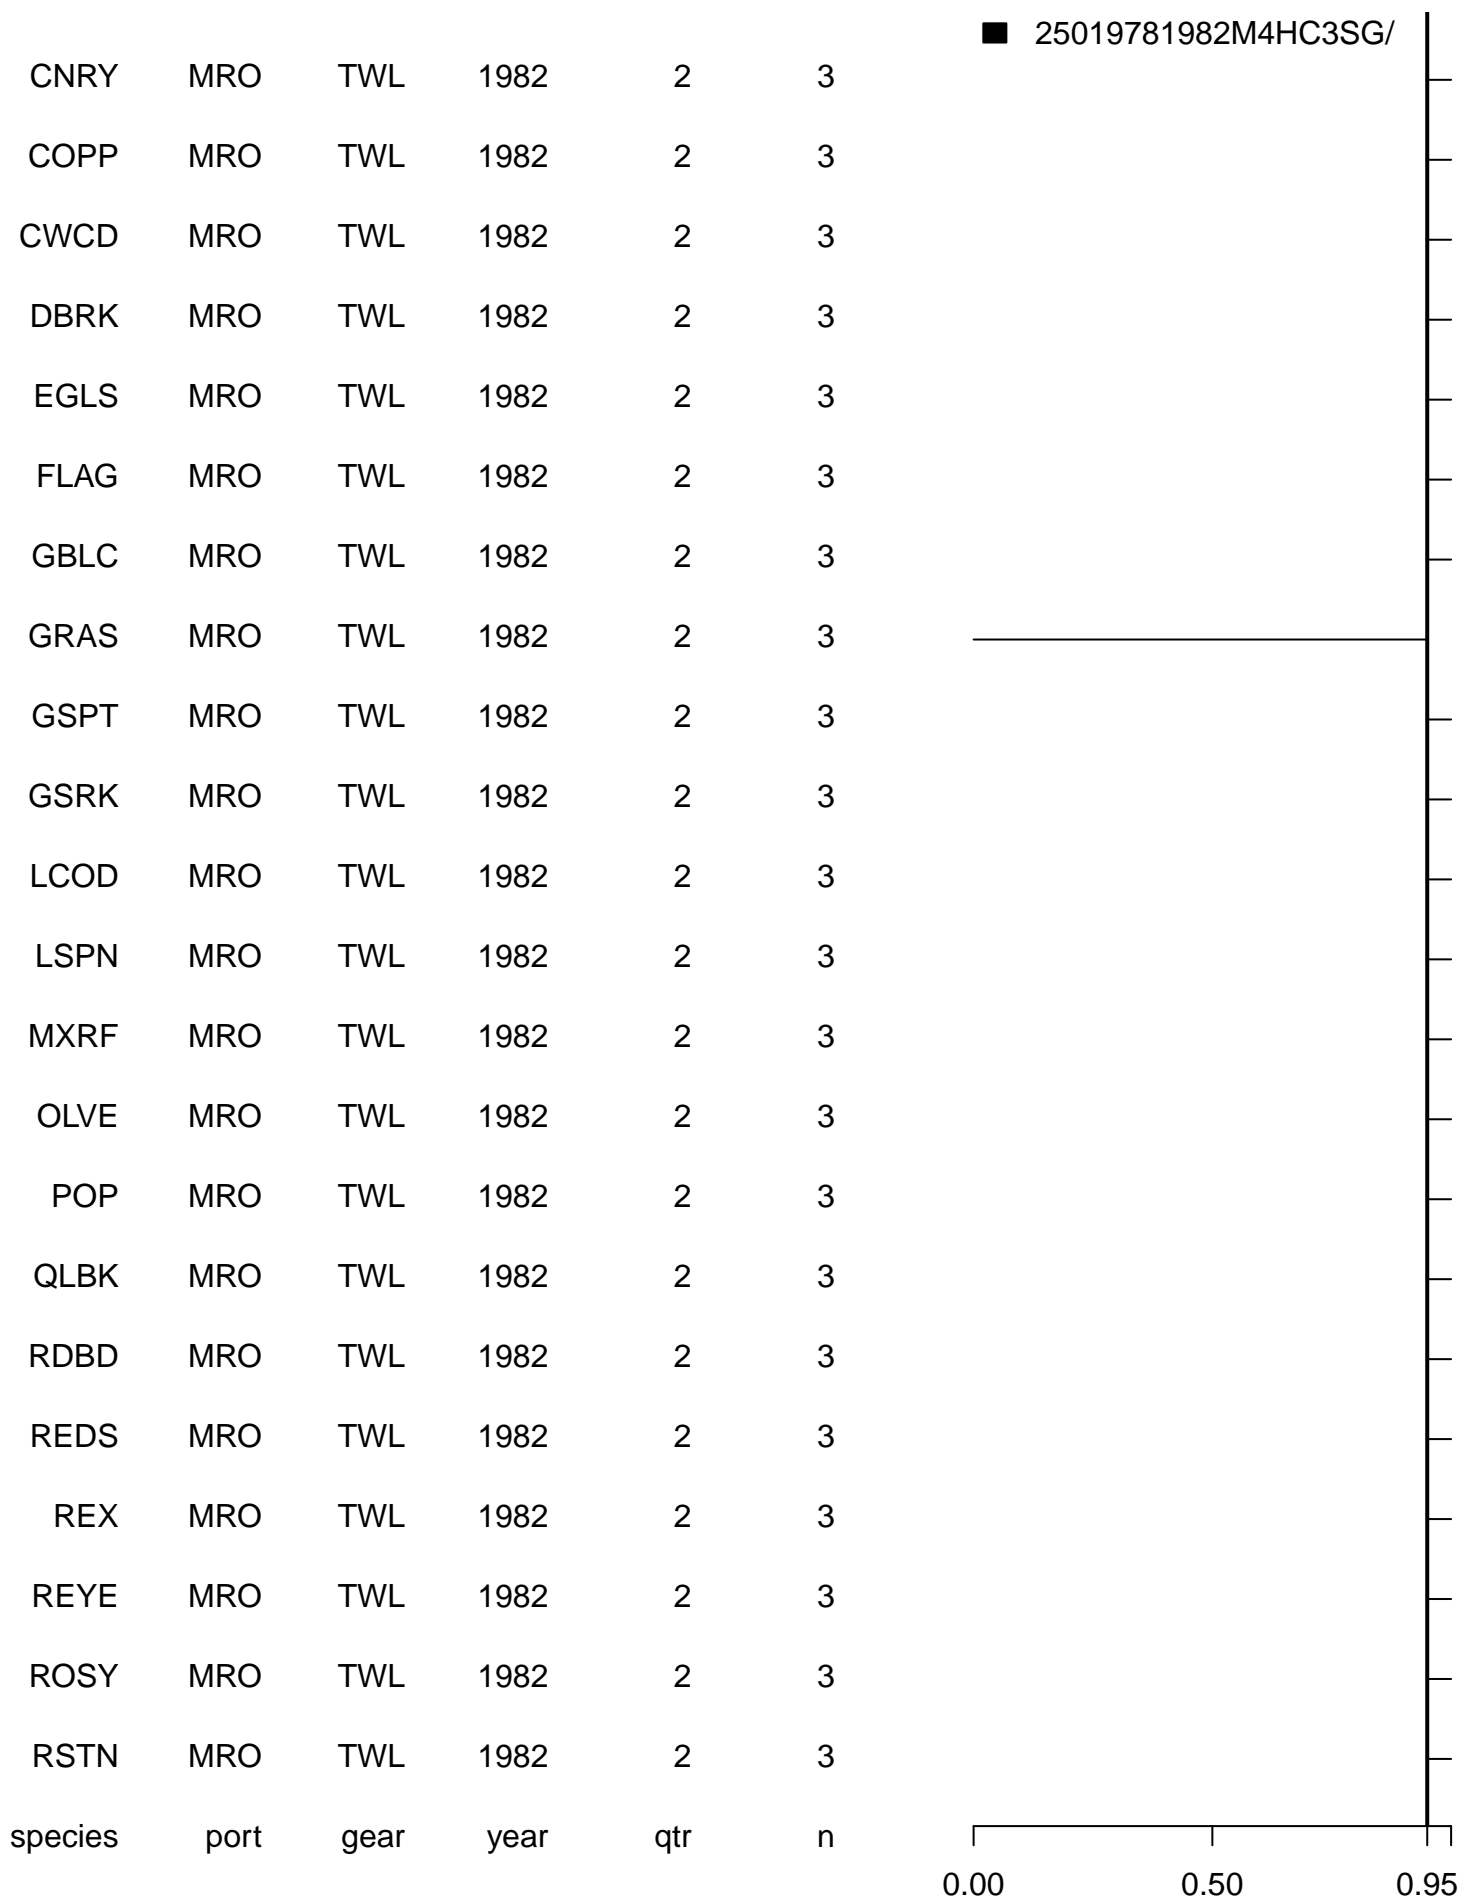 25019781982M4HC3SG/
CNRY MRO TWL 1982 2 3
COPP MRO TWL 1982 2 3
CWCD MRO TWL 1982 2 3
DBRK MRO TWL 1982 2 3
EGLS MRO TWL 1982 2 3
FLAG MRO TWL 1982 2 3
GBLC MRO TWL 1982 2 3
GRAS MRO TWL 1982 2 3
GSPT MRO TWL 1982 2 3
GSRK MRO TWL 1982 2 3
LCOD MRO TWL 1982 2 3
LSPN MRO TWL 1982 2 3
MXRF MRO TWL 1982 2 3
OLVE MRO TWL 1982 2 3
POP MRO TWL 1982 2 3
QLBK MRO TWL 1982 2 3
RDBD MRO TWL 1982 2 3
REDS MRO TWL 1982 2 3
REX MRO TWL 1982 2 3
REYE MRO TWL 1982 2 3
ROSY MRO TWL 1982 2 3
RSTN MRO TWL 1982 2 3
species port gear year qtr n
0.00 0.50 0.95